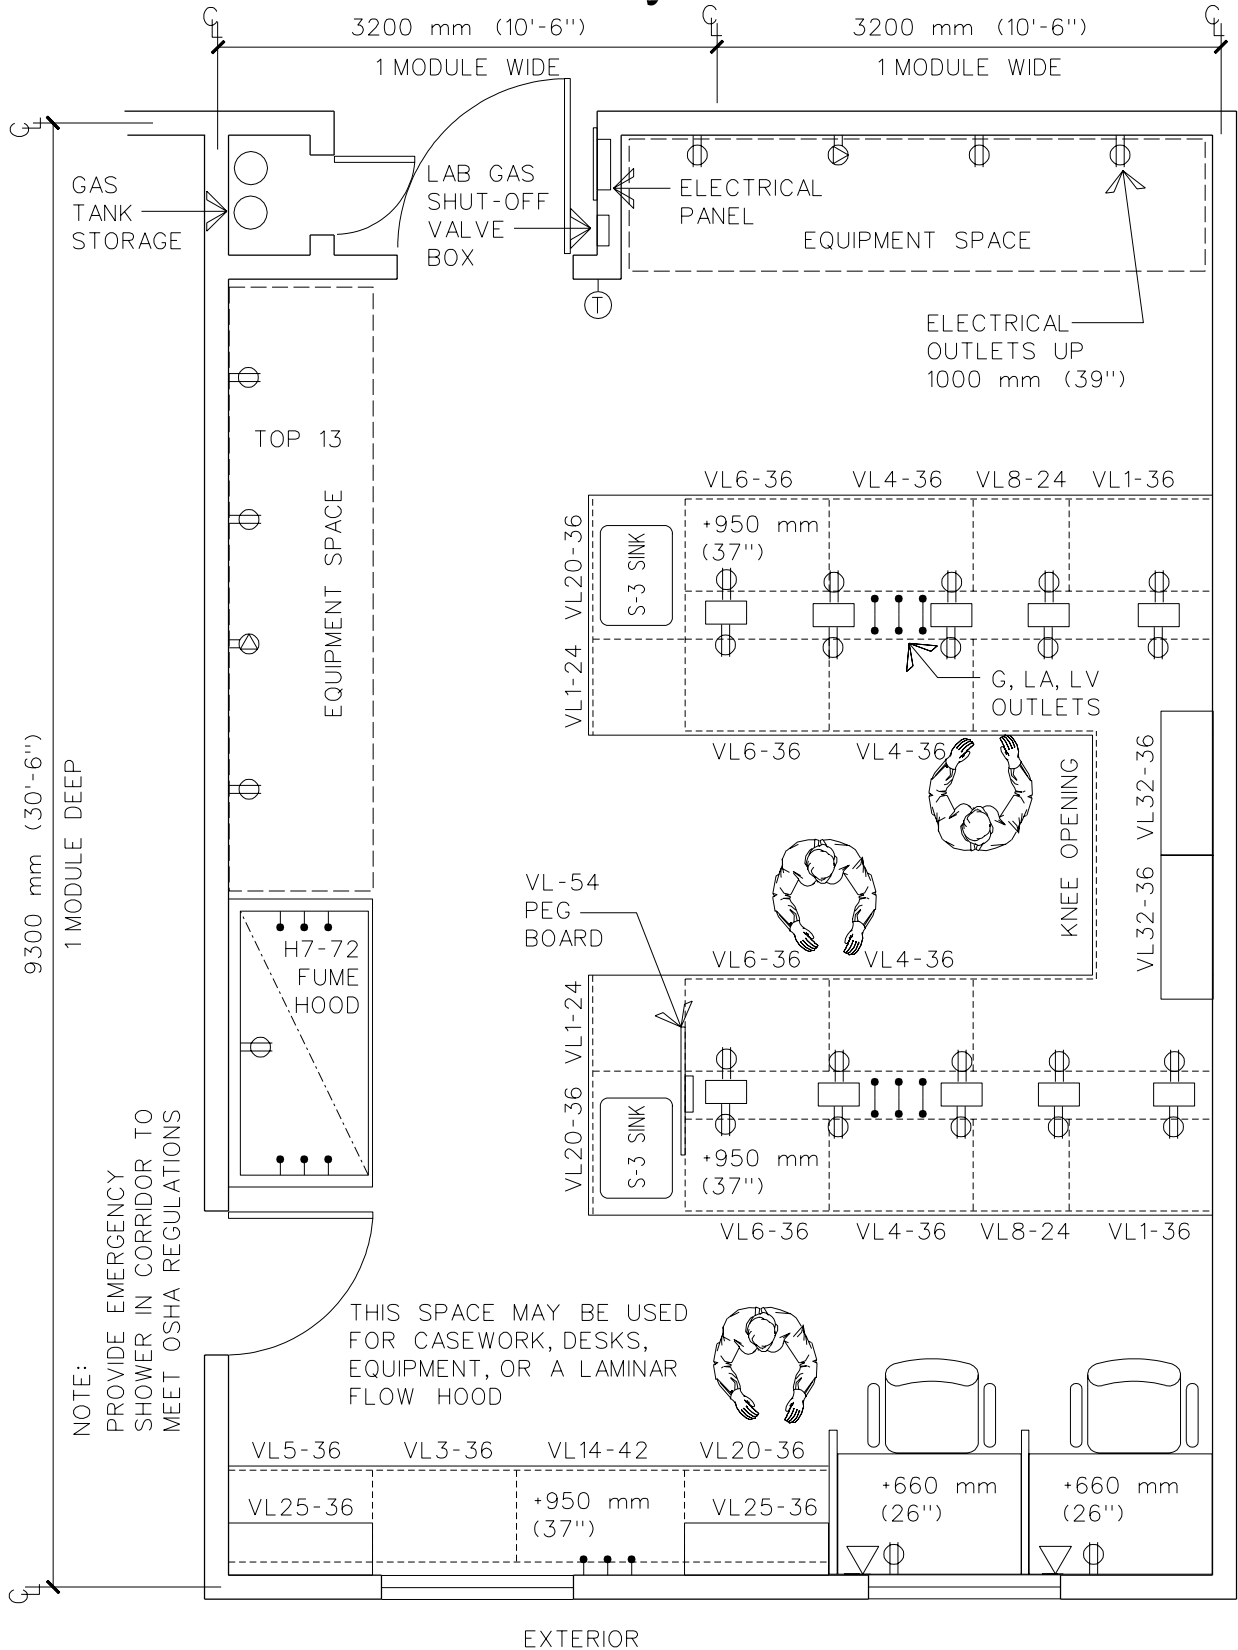 3200 mm (10'-6")
3200 mm (10'-6")
1 MODULE WIDE
1 MODULE WIDE
GAS
TANK
STORAGE
LAB GAS
SHUT-OFF
VALVE
BOX
ELECTRICAL
PANEL
EQUIPMENT SPACE
T
ELECTRICAL
OUTLETS UP
1000 mm (39")
TOP 13
EQUIPMENT SPACE
VL6-36
VL4-36
VL8-24
VL1-36
VL20-36
S-3 SINK
+950 mm
(37")
VL1-24
G, LA, LV
OUTLETS
VL6-36
VL4-36
KNEE OPENING
VL32-36
VL32-36
9300 mm (30'-6")
1 MODULE DEEP
VL-54
PEG
BOARD
H7-72
FUME
HOOD
VL6-36
VL4-36
VL1-24
VL20-36
S-3 SINK
+950 mm
(37")
VL6-36
VL4-36
VL8-24
VL1-36
NOTE:
PROVIDE EMERGENCY
SHOWER IN CORRIDOR TO
MEET OSHA REGULATIONS
THIS SPACE MAY BE USED
FOR CASEWORK, DESKS,
EQUIPMENT, OR A LAMINAR
FLOW HOOD
VL5-36
VL3-36
VL14-42
VL20-36
VL25-36
+950 mm
(37")
VL25-36
+660 mm
(26")
+660 mm
(26")
EXTERIOR